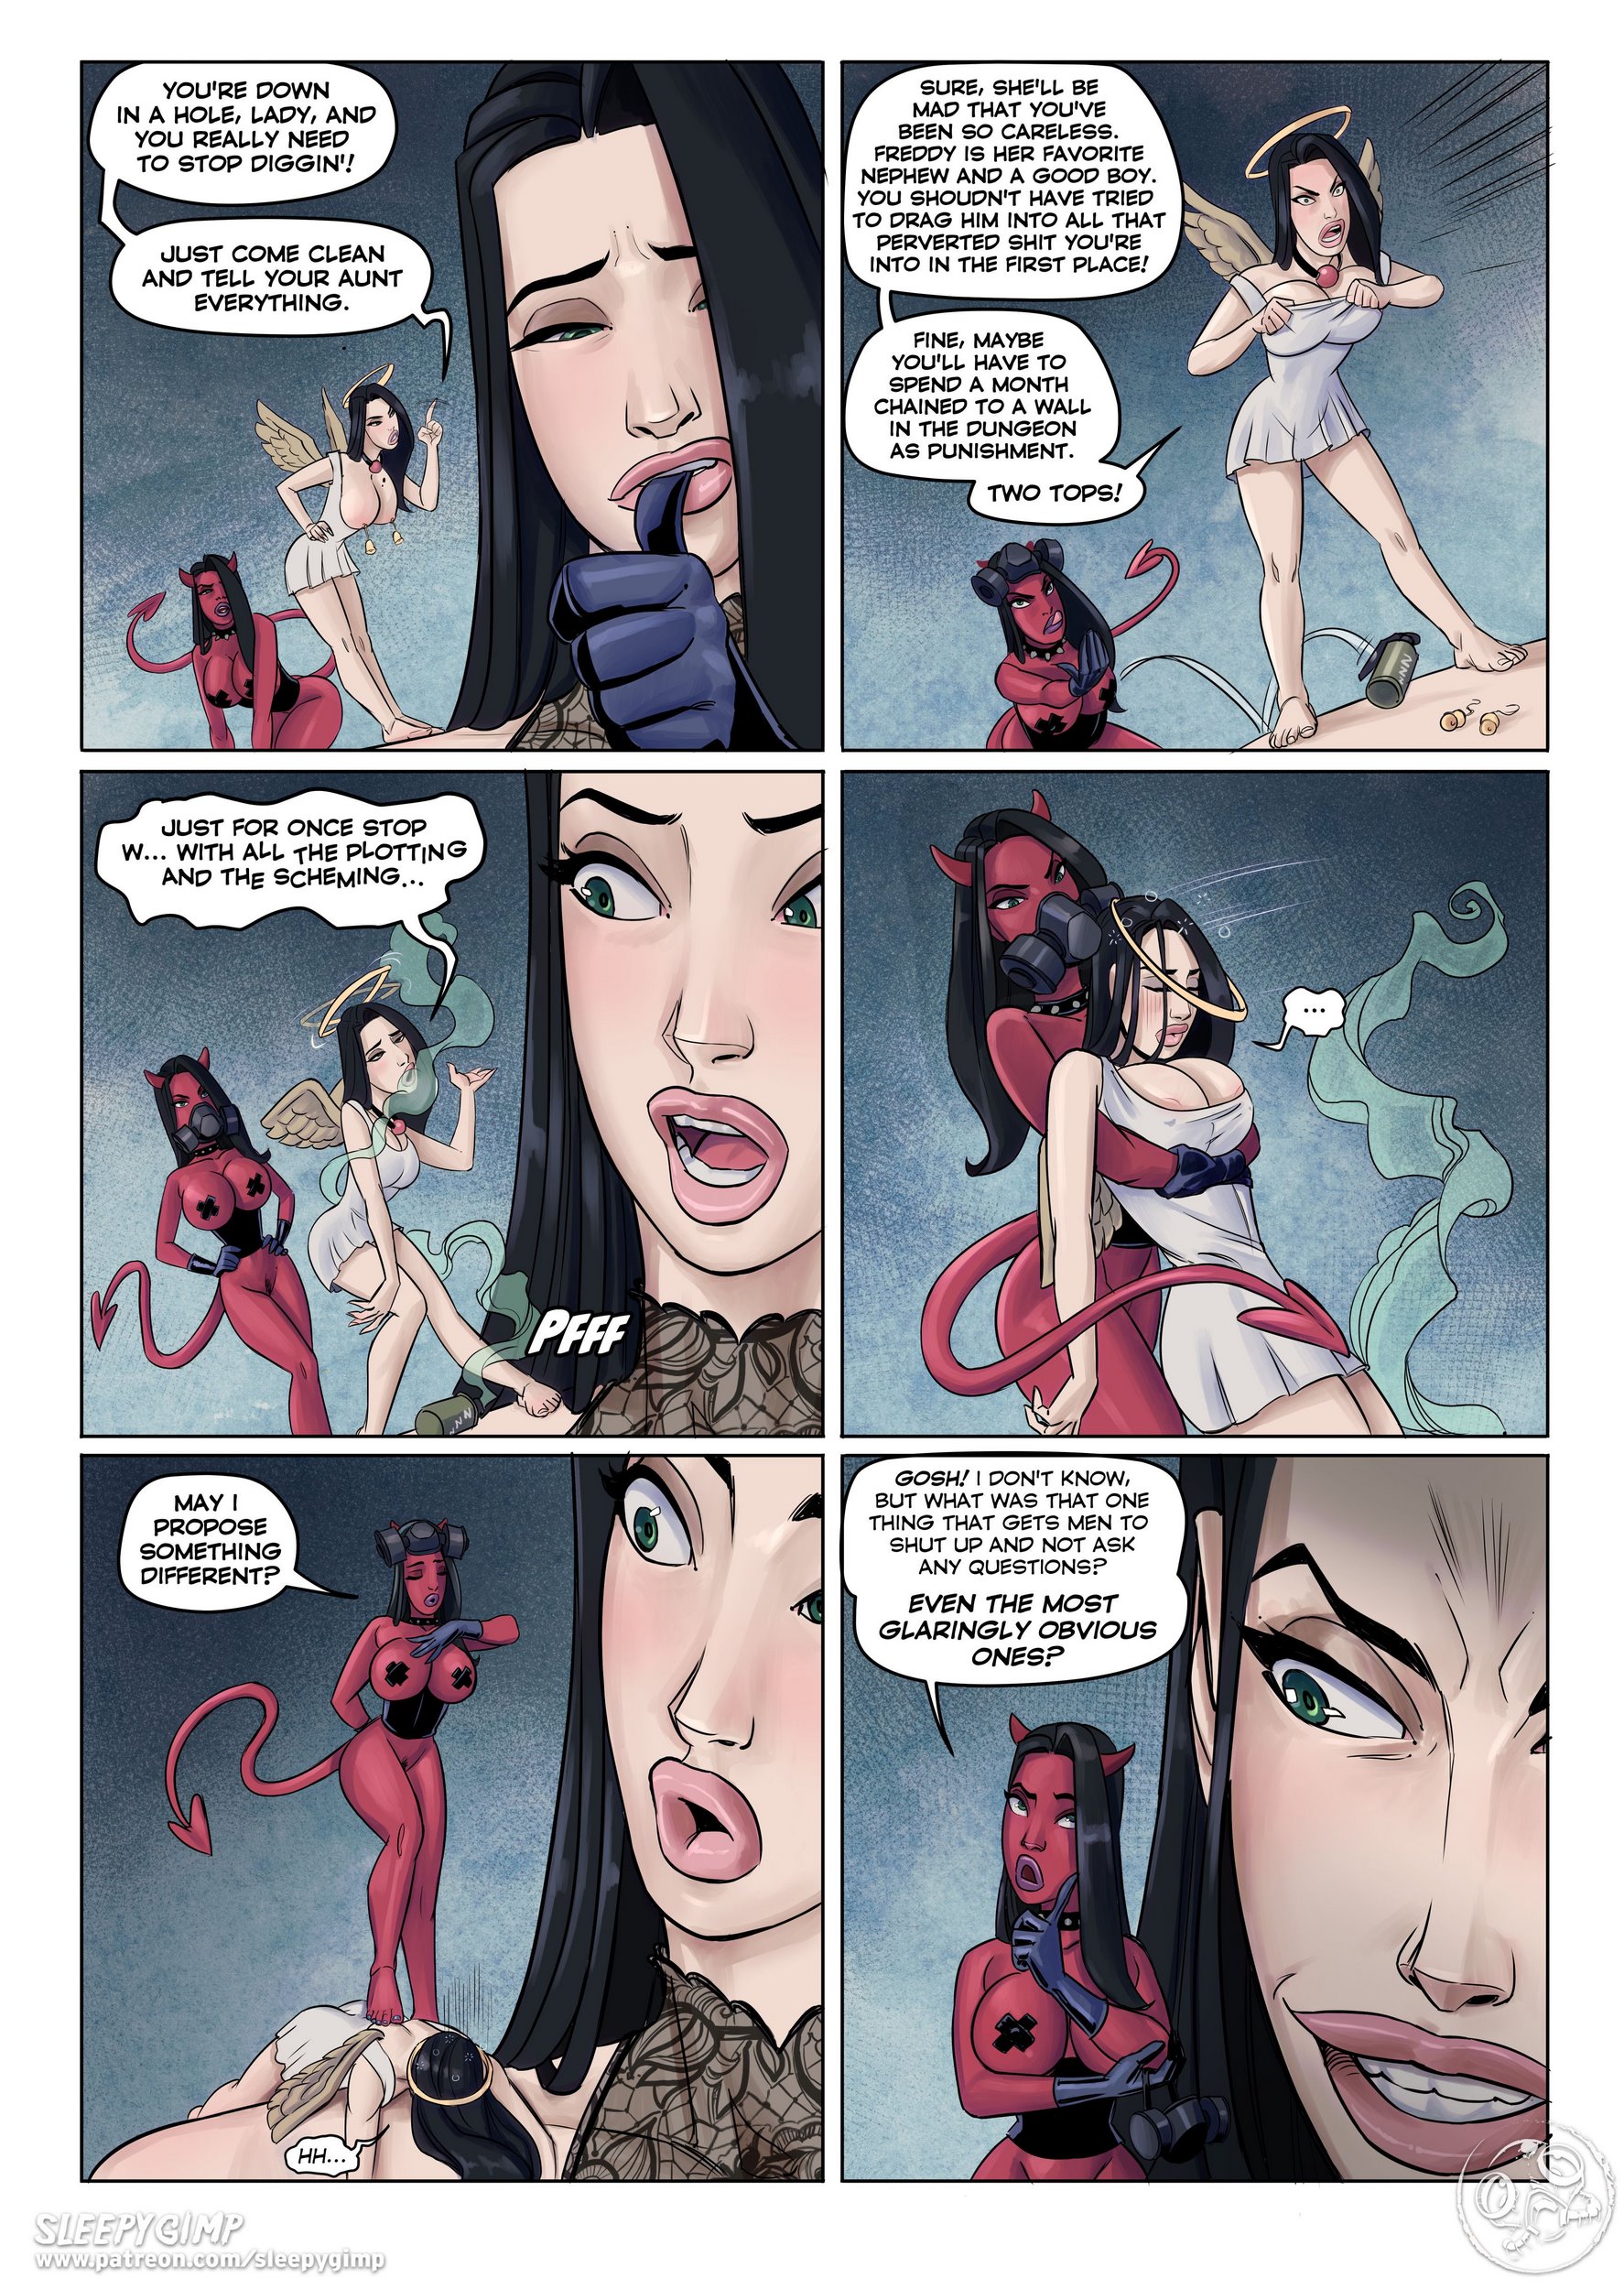 YOU'RE DOWN
IN A HOLE, LADY, AND
YOU REALLY NEED
TO STOP DIGGIN'!
JUST COME CLEAN
AND TELL YOUR AUNT
EVERYTHING.
SURE, SHE'LL BE
MAD THAT YOU'VE
BEEN SO CARELESS.
FREDDY IS HER FAVORITE
NEPHEW AND A GOOD BOY.
YOU SHOUDN'T HAVE TRIED
TO DRAG HIM INTO ALL THAT
PERVERTED SHIT YOU'RE
INTO IN THE FIRST PLACE!
FINE, MAYBE
YOU'LL HAVE TO
SPEND A MONTH
CHAINED TO A WALL
IN THE DUNGEON
AS PUNISHMENT.
TWO TOPS!
JUST FOR ONCE STOP
W... WITH ALL THE PLOTTING
AND THE SCHEMING...
PFFF
...
MAY I
PROPOSE
SOMETHING
DIFFERENT?
HH...
GOSH! I DON'T KNOW,
BUT WHAT WAS THAT ONE
THING THAT GETS MEN TO
SHUT UP AND NOT ASK
ANY QUESTIONS?
EVEN THE MOST
GLARINGLY OBVIOUS
ONES?
SLEEPYGIMP
www.patreon.com/sleepygimp